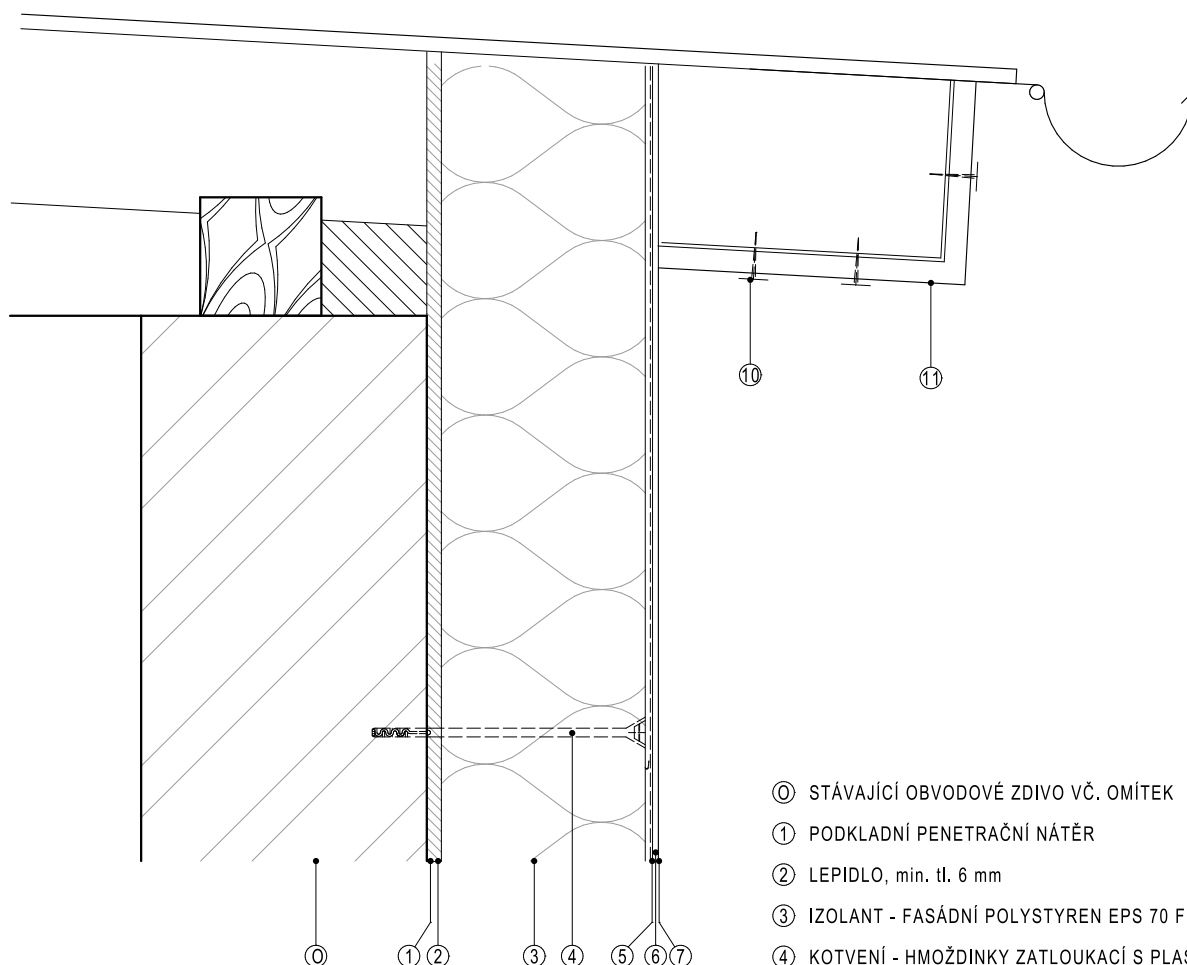 10 11
O STÁVAJÍCÍ OBVODOVÉ ZDIVO VČ. OMÍTEK
1 PODKLADNÍ PENETRAČNÍ NÁTĚR
2 LEPIDLO, min. tl. 6 mm
3 IZOLANT - FASÁDNÍ POLYSTYREN EPS 70 F
4 KOTVENÍ - HMOŽDINKY ZATLOUKACÍ S PLAS
O 1 2 3 4 5 6 7